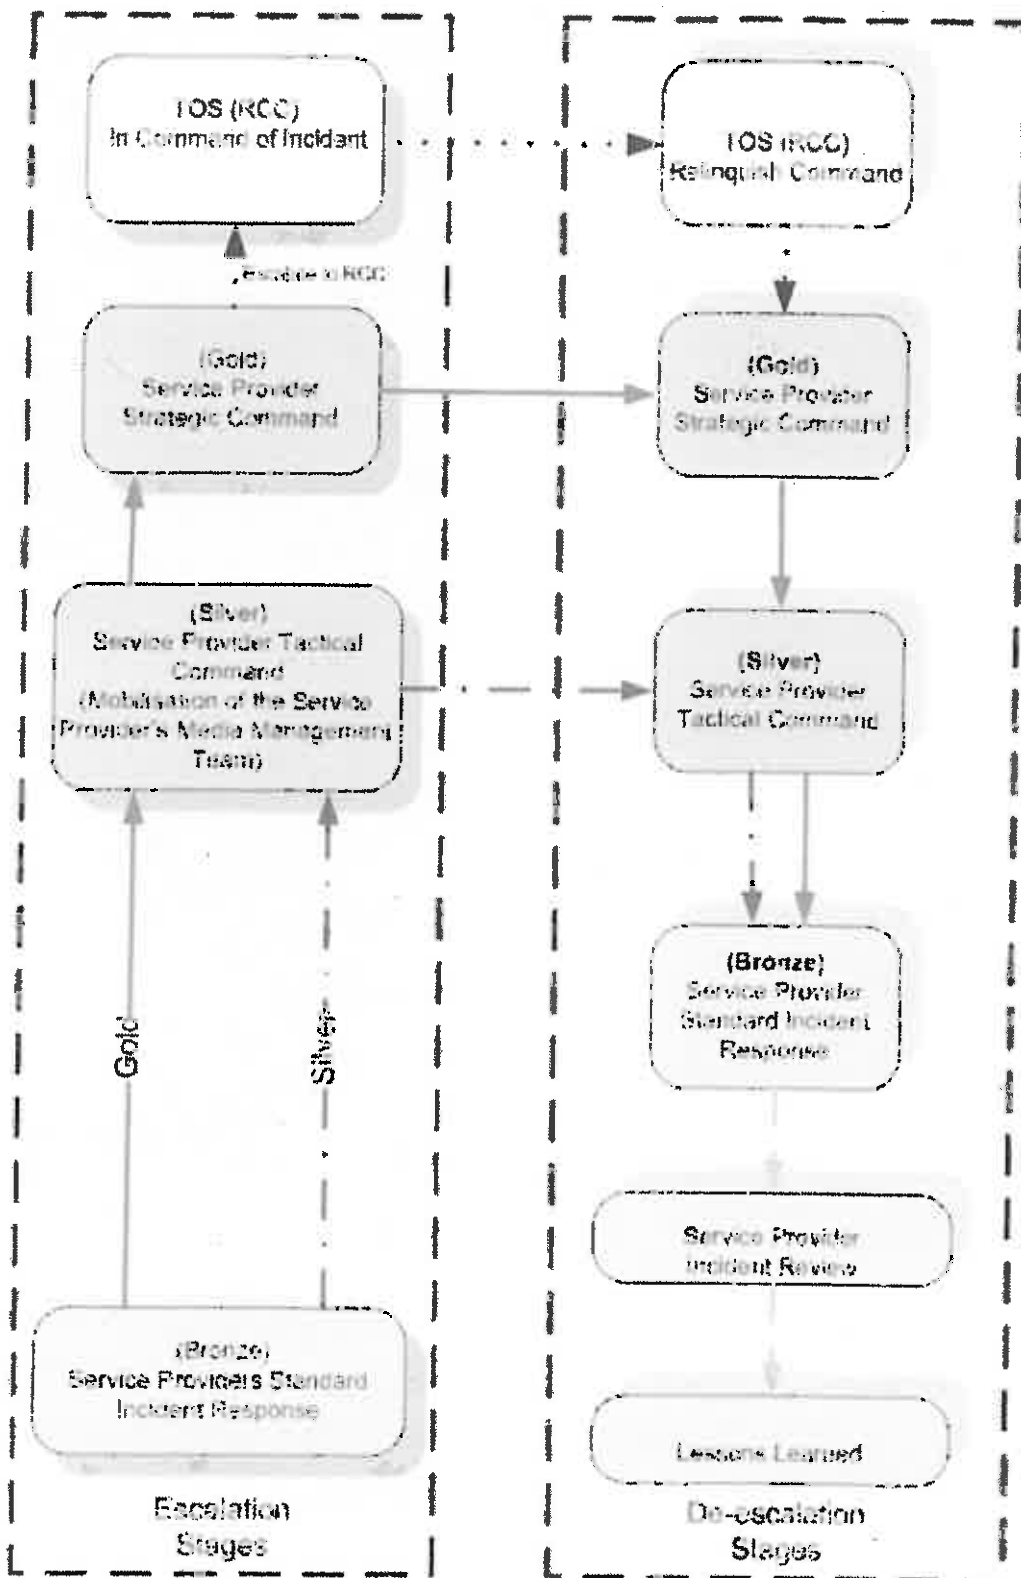 TOS (RCC)
In Command of Incident
Escalate to RCC
(Gold)
Service Provider
Strategic Command
(Silver)
Service Provider Tactical
Command
(Mobilisation of the Service
Provider's Media Management
Team)
Gold
Silver
(Bronze)
Service Providers Standard
Incident Response
Escalation
Stages
TOS (RCC)
Relinquish Command
(Gold)
Service Provider
Strategic Command
(Silver)
Service Provider
Tactical Command
(Bronze)
Service Provider
Standard Incident
Response
Service Provider
Incident Review
Lessons Learned
De-escalation
Stages